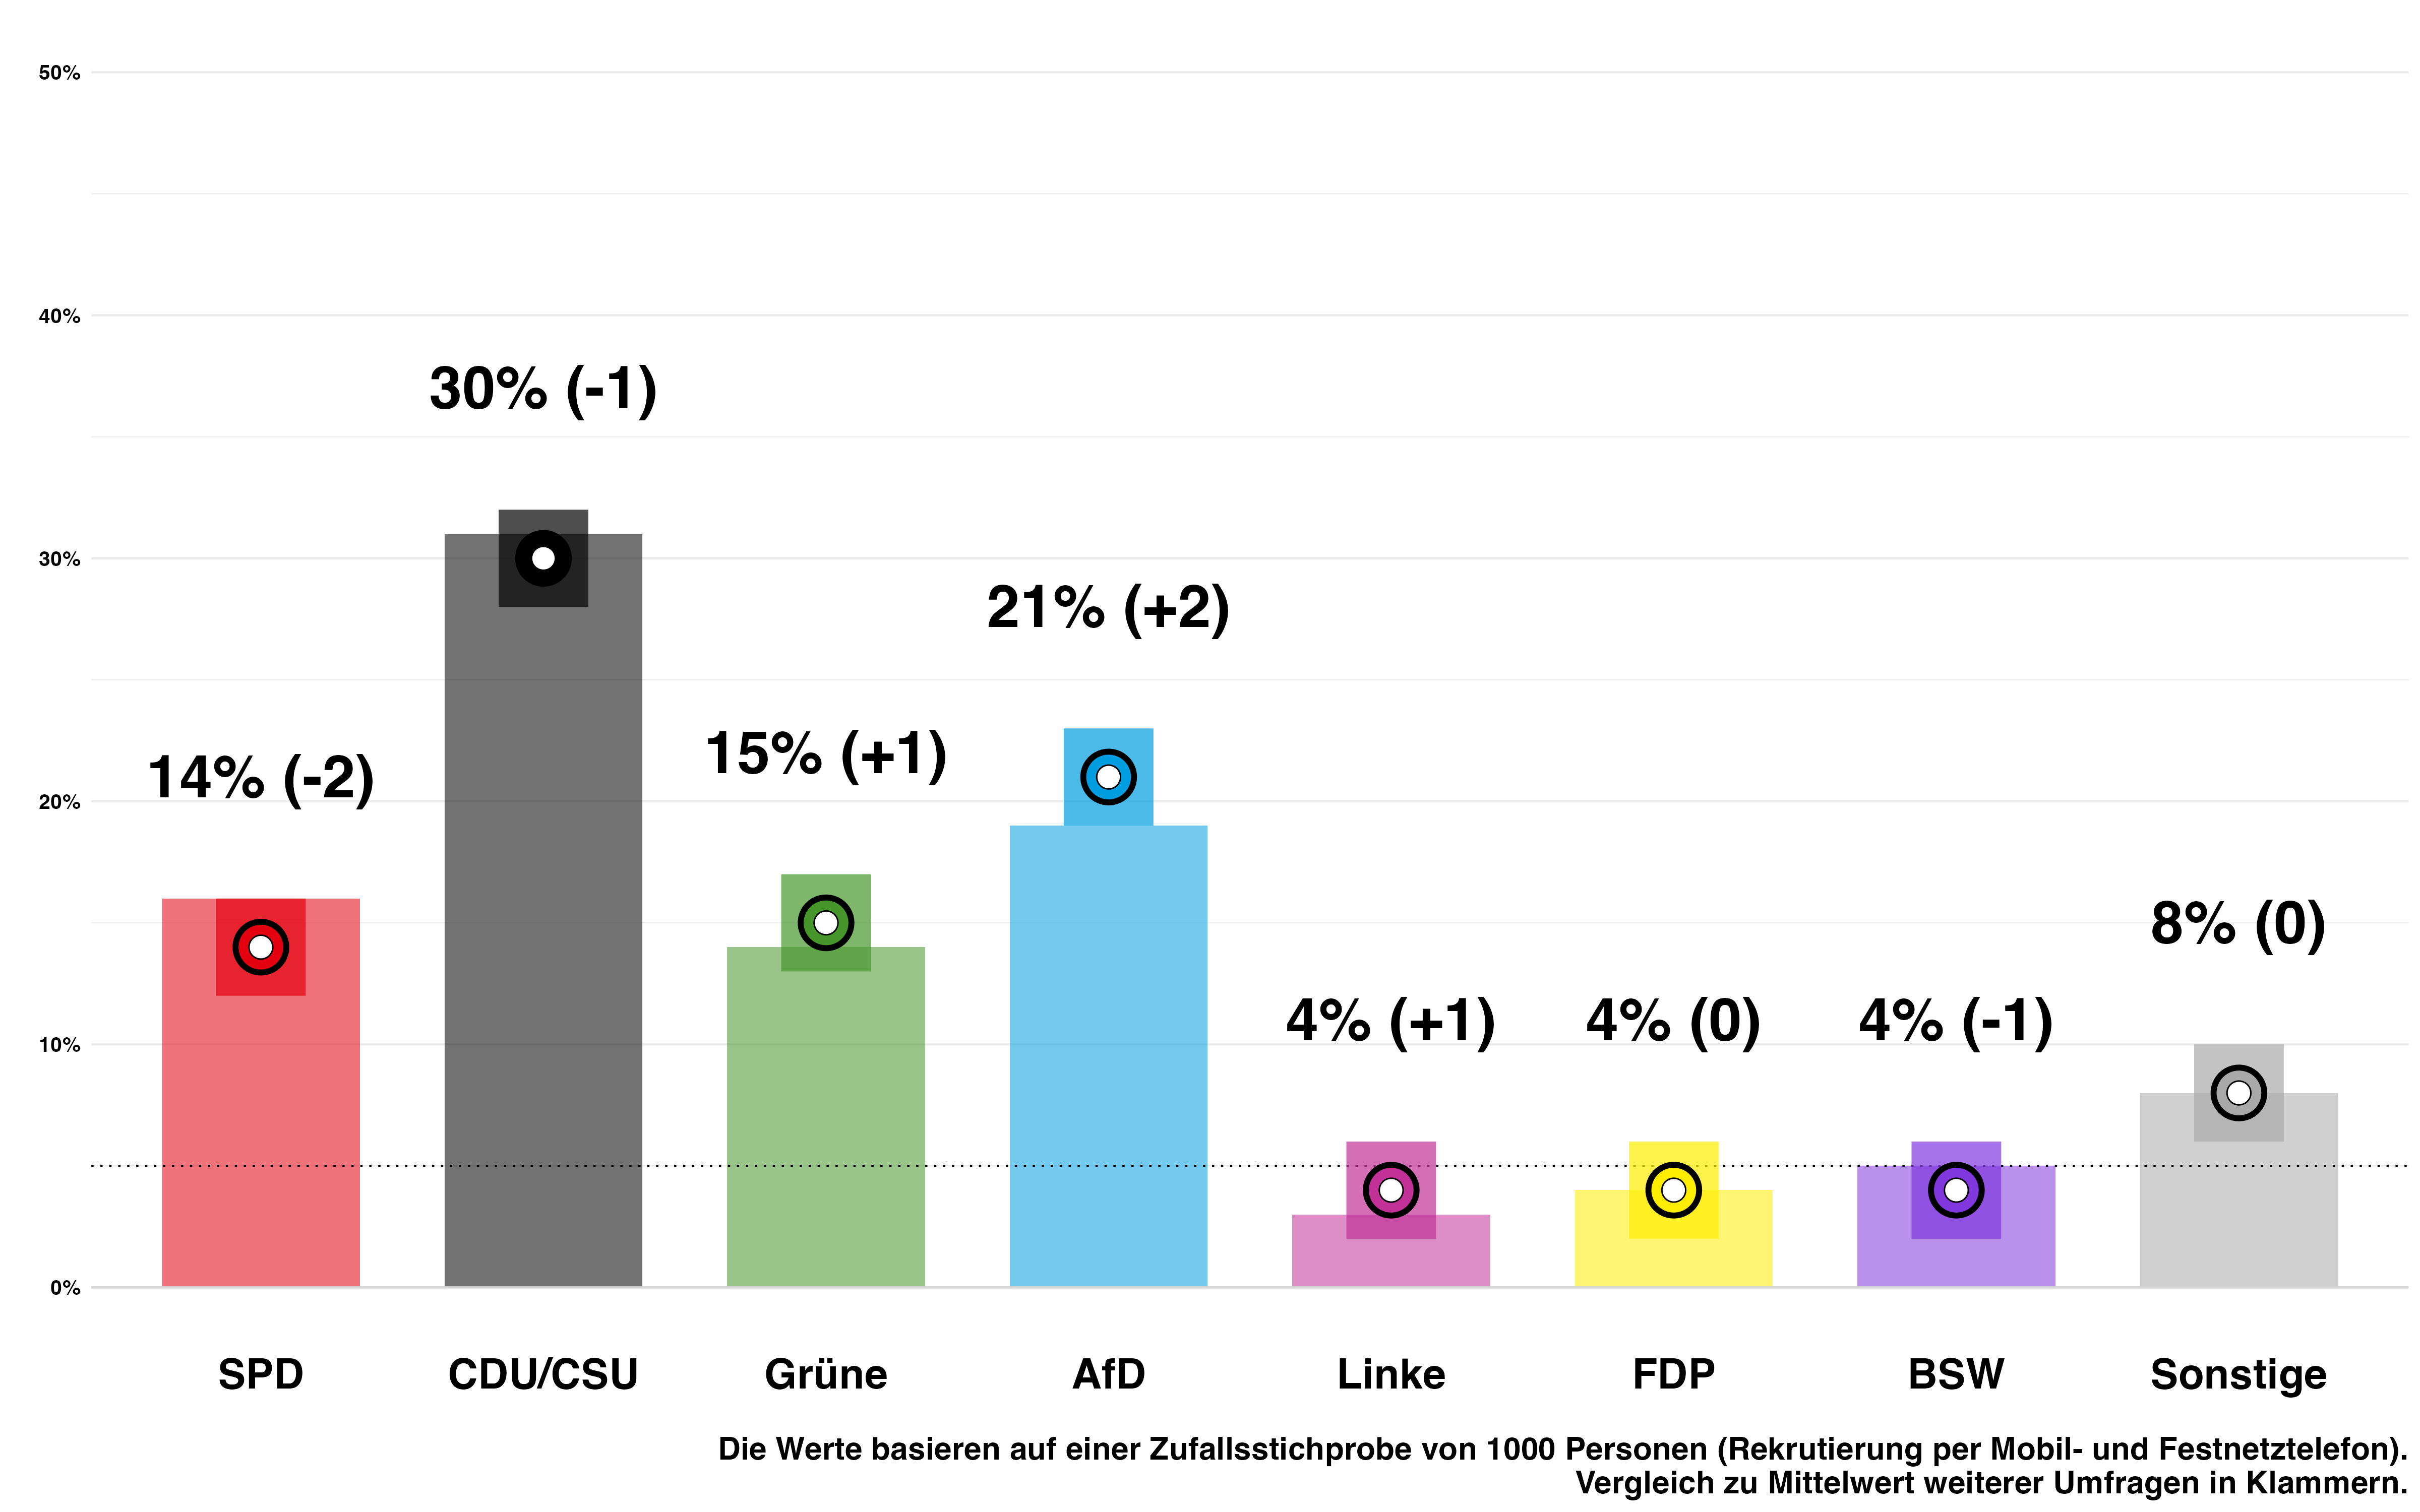 50%
40%
30% (-1)
30%
21% (+2)
15% (+1)
14% (-2)
20%
8% (0)
4% (+1)
4% (0)
4% (-1)
10%
0%
SPD
CDU/CSU
Grüne
AfD
Linke
FDP
BSW
Sonstige
Die Werte basieren auf einer Zufallsstichprobe von 1000 Personen (Rekrutierung per Mobil- und Festnetztelefon).
Vergleich zu Mittelwert weiterer Umfragen in Klammern.